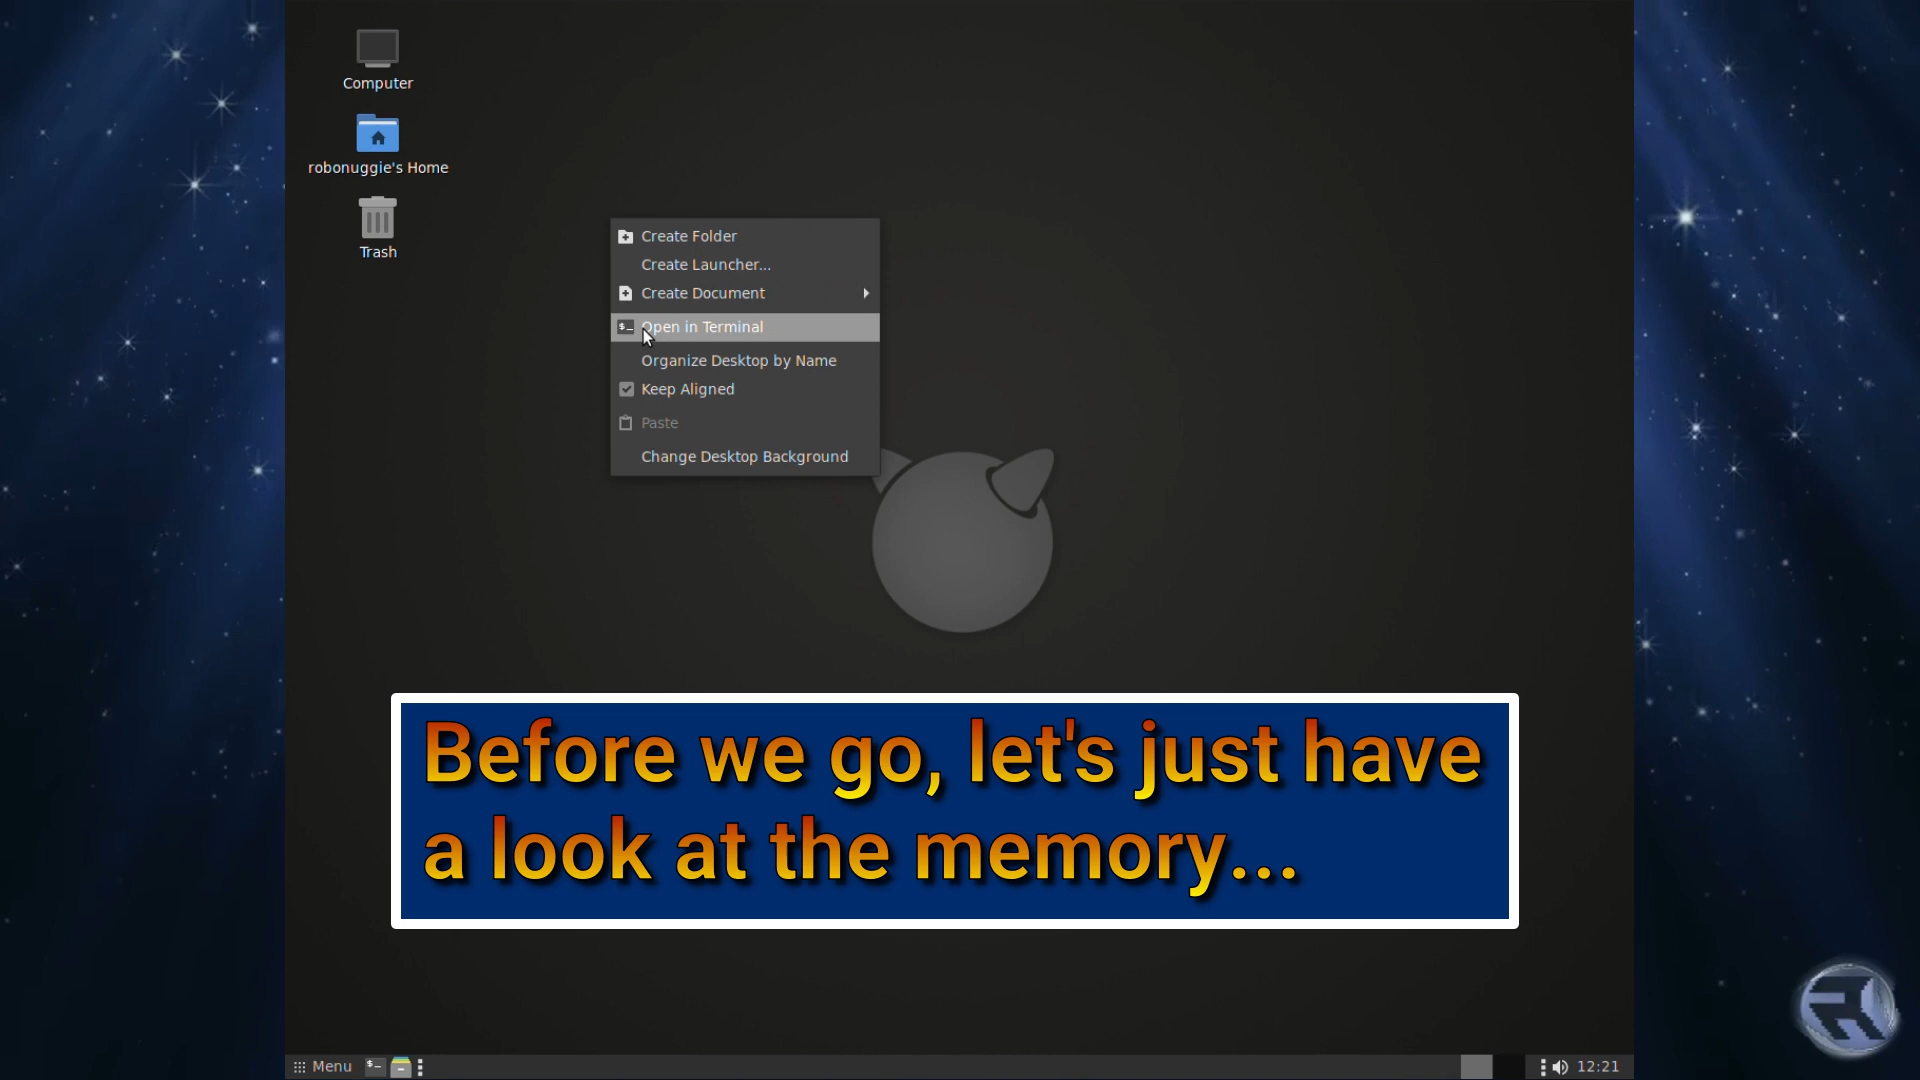 Computer
robonuggie's Home
Trash
Create Folder
Create Launcher...
Create Document
Open in Terminal
Organize Desktop by Name
Keep Aligned
Paste
Change Desktop Background
Before we go, let's just have
a look at the memory...
Menu
12:21